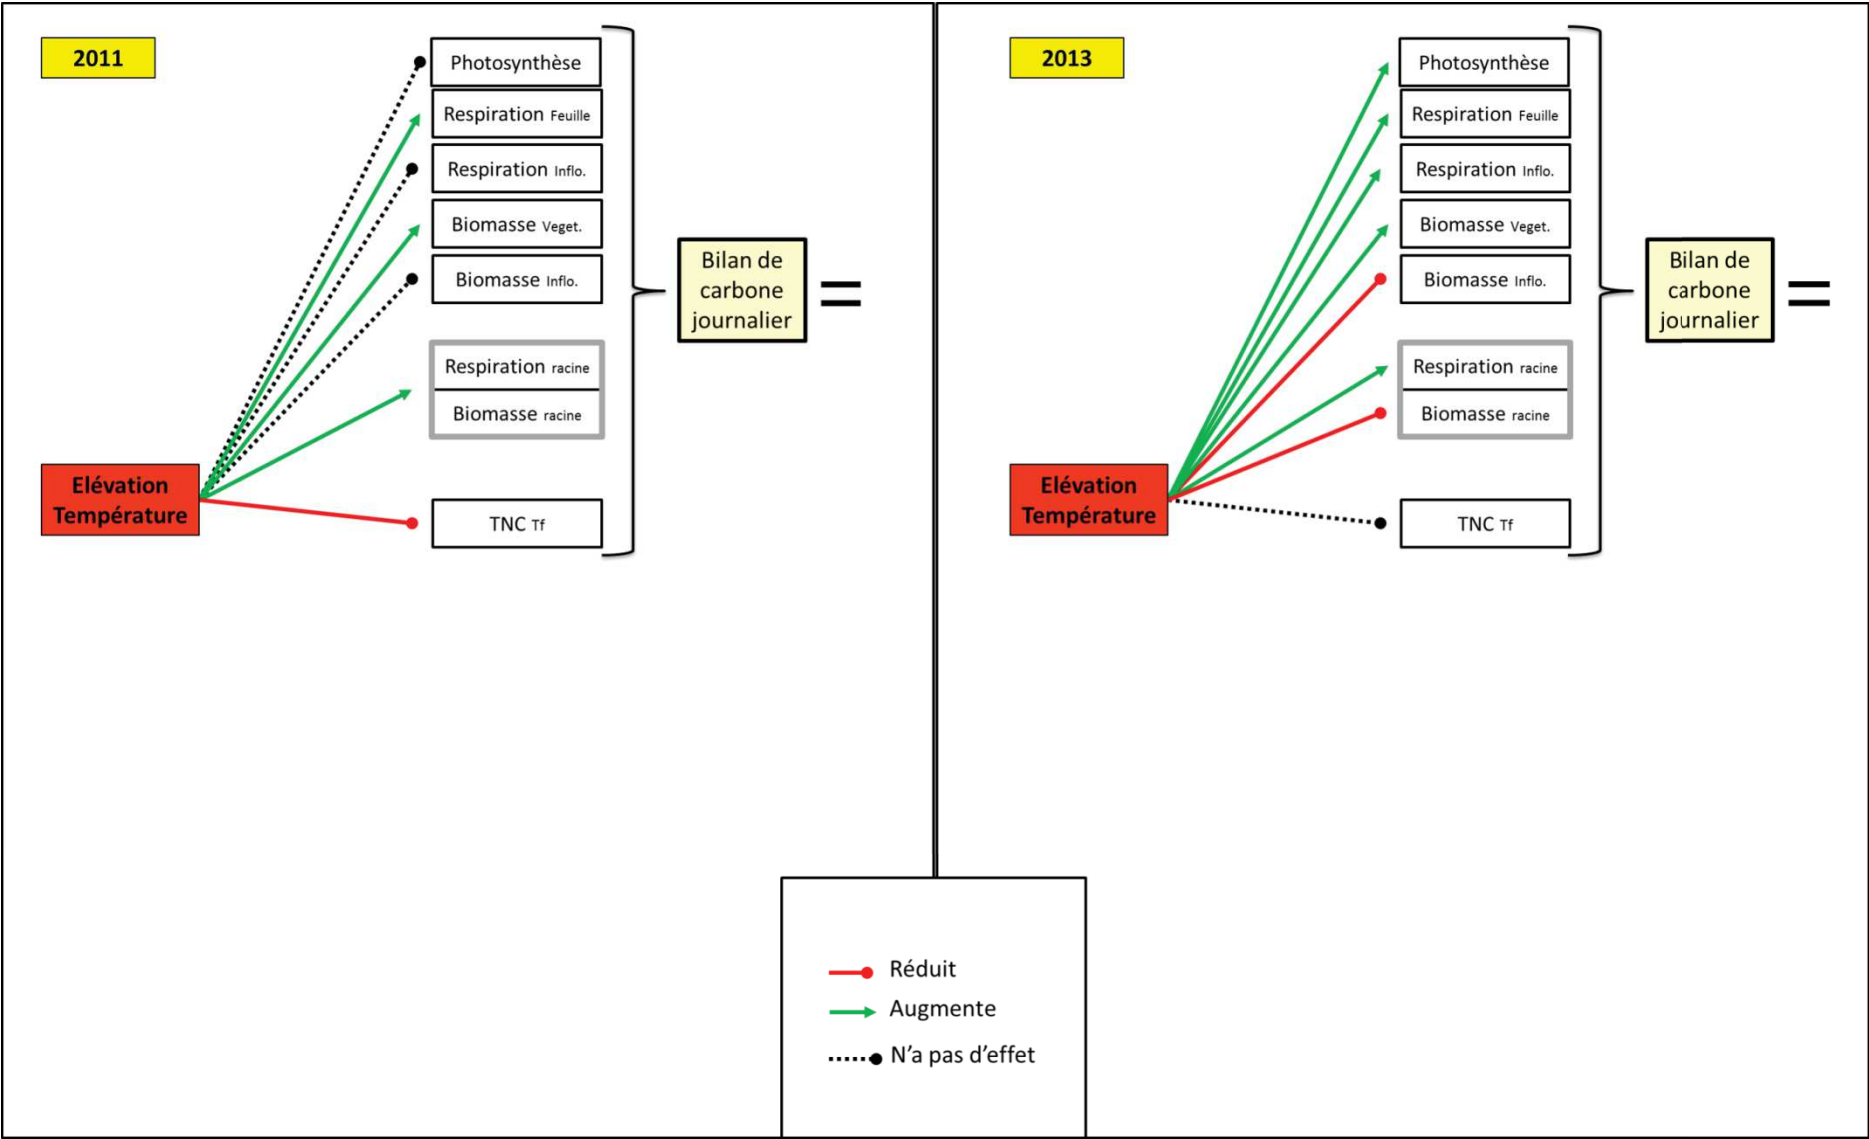 2011
Photosynthèse
Respiration Feuille
Respiration Inflo.
Biomasse Veget.
Biomasse Inflo.
Respiration racine
Biomasse racine
TNC Tf
Elévation
Température
Bilan de
carbone
journalier
=
2013
Photosynthèse
Respiration Feuille
Respiration Inflo.
Biomasse Veget.
Biomasse Inflo.
Respiration racine
Biomasse racine
TNC Tf
Elévation
Température
Bilan de
carbone
journalier
=
Réduit
Augmente
N'a pas d'effet